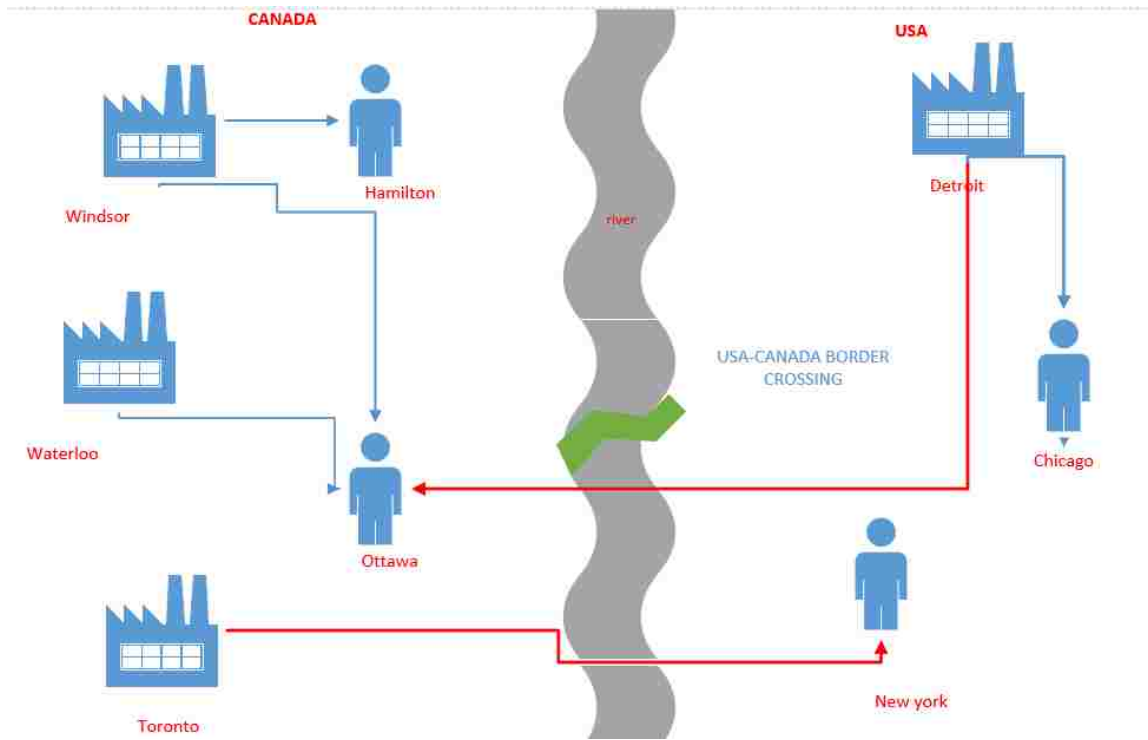 CANADA
USA
Hamilton
Detroit
Windsor
river
USA-CANADA BORDER
CROSSING
Waterloo
Chicago
Ottawa
New york
Toronto